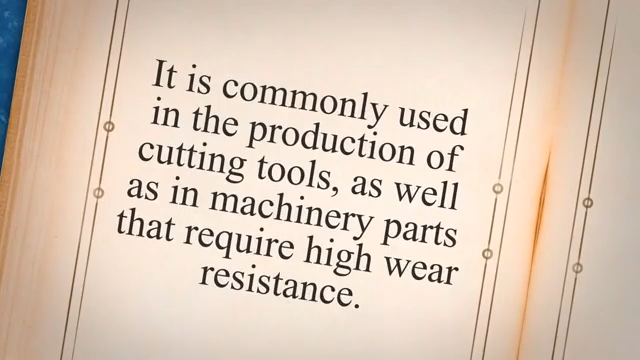 It is commonly used
in the production of
cutting tools, as well
as in machinery parts
that require high wear
resistance.